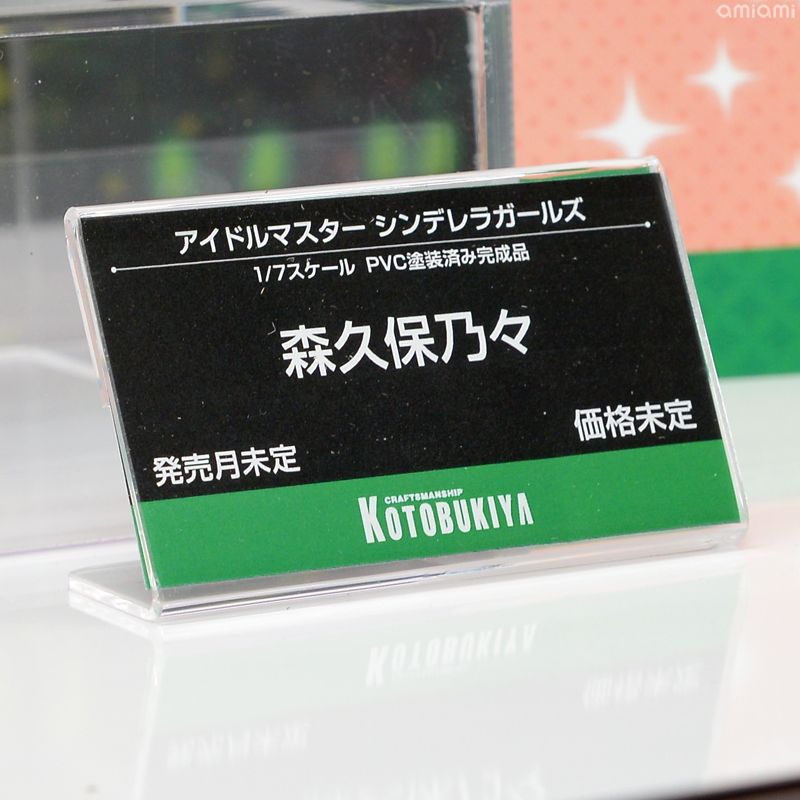 amiami
アイドルマスター シンデレラガールズ
1/7スケール PVC塗装済み完成品
森久保乃々
価格未定
発売月未定
CRAFTSMANSHIP
KOTOBUKIYA